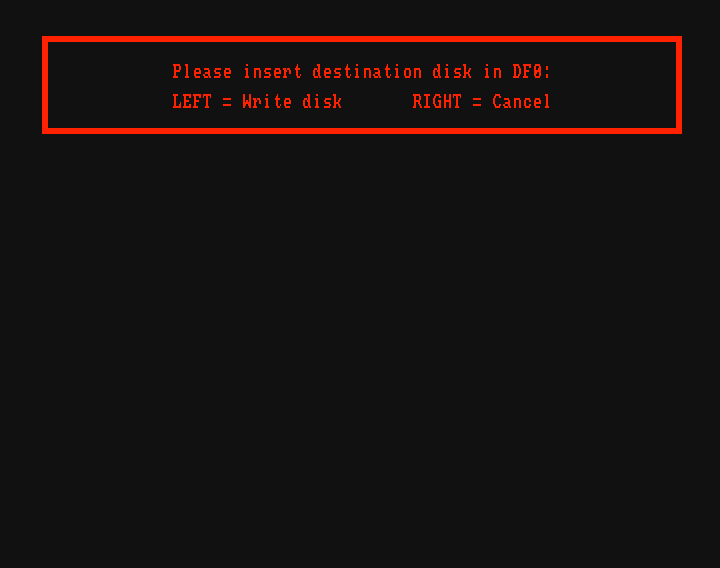 Please insert destination disk in DF0:
LEFT = Write disk       RIGHT = Cancel